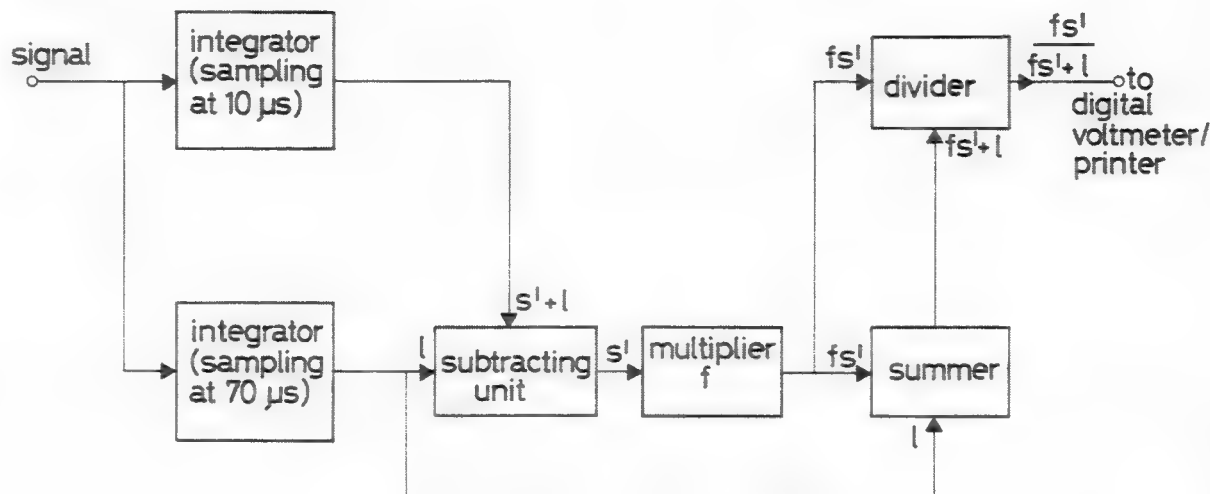 signal
integrator
(sampling
at 10 µs)
fs'
divider
fs'
fs'+l
to
digital
voltmeter/
printer
fs'+l
s'+l
integrator
(sampling
at 70 µs)
l
subtracting
unit
s'
multiplier
f
fs'
summer
l